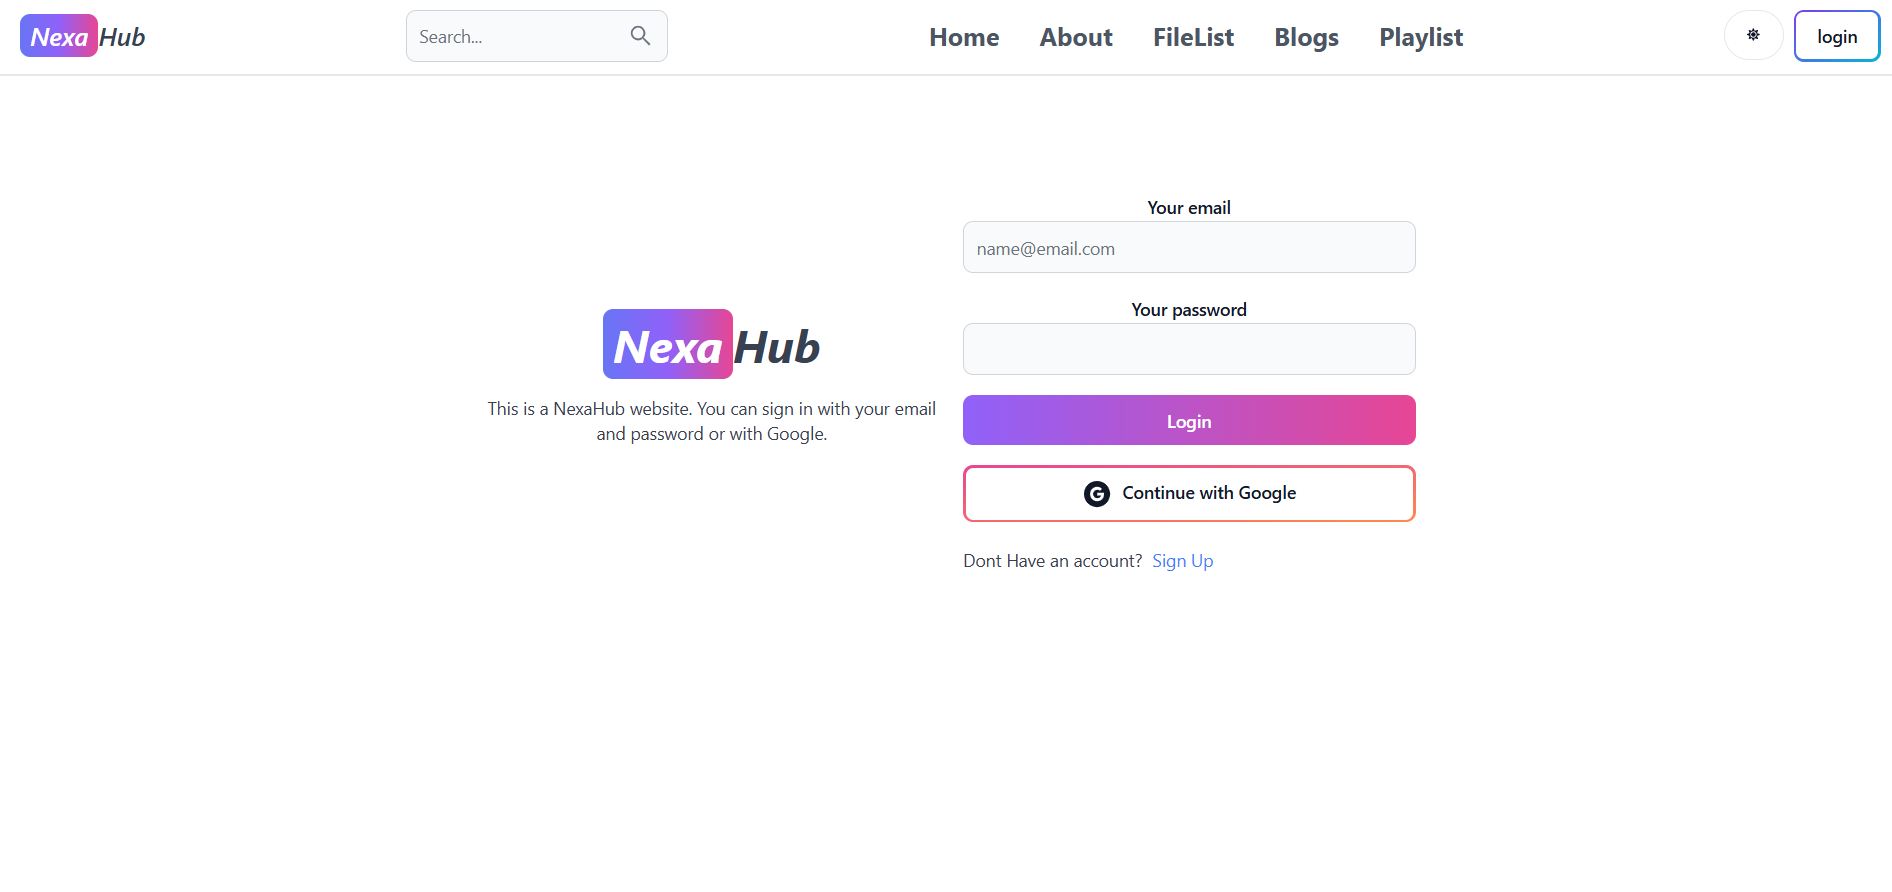 NexaHub
Search...
Home About FileList Blogs Playlist
login
Your email
name@email.com
Your password
NexaHub
This is a NexaHub website. You can sign in with your email
and password or with Google.
Login
G Continue with Google
Dont Have an account? Sign Up